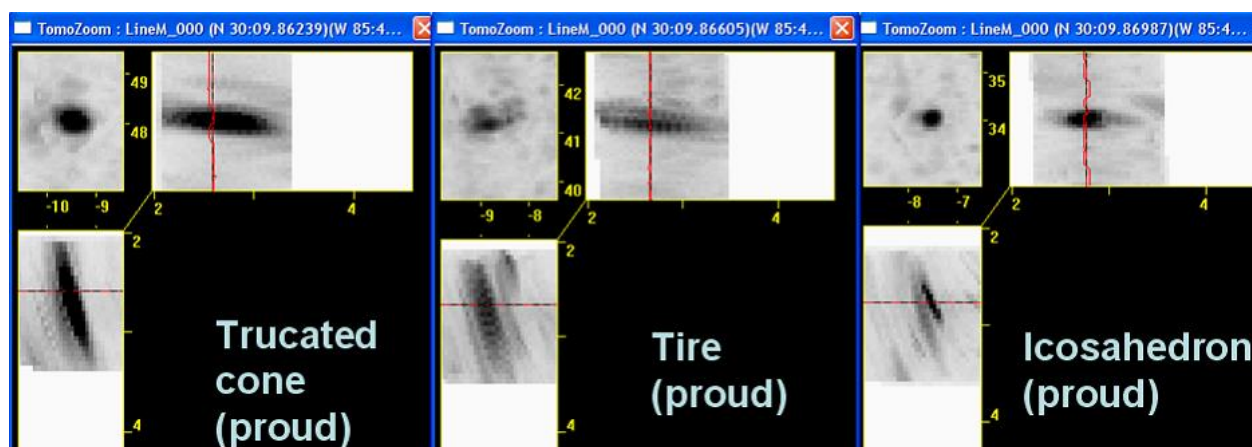 TomoZoom : LineM_000 (N 30:09.86239)(W 85:4...
49
48
-10 -9
2 4
2
4
Trucated
cone
(proud)
TomoZoom : LineM_000 (N 30:09.86605)(W 85:4...
42
41
40
-9 -8
2 4
2
4
Tire
(proud)
TomoZoom : LineM_000 (N 30:09.86987)(W 85:4...
35
34
-8 -7
2 4
2
4
Icosahedron
(proud)